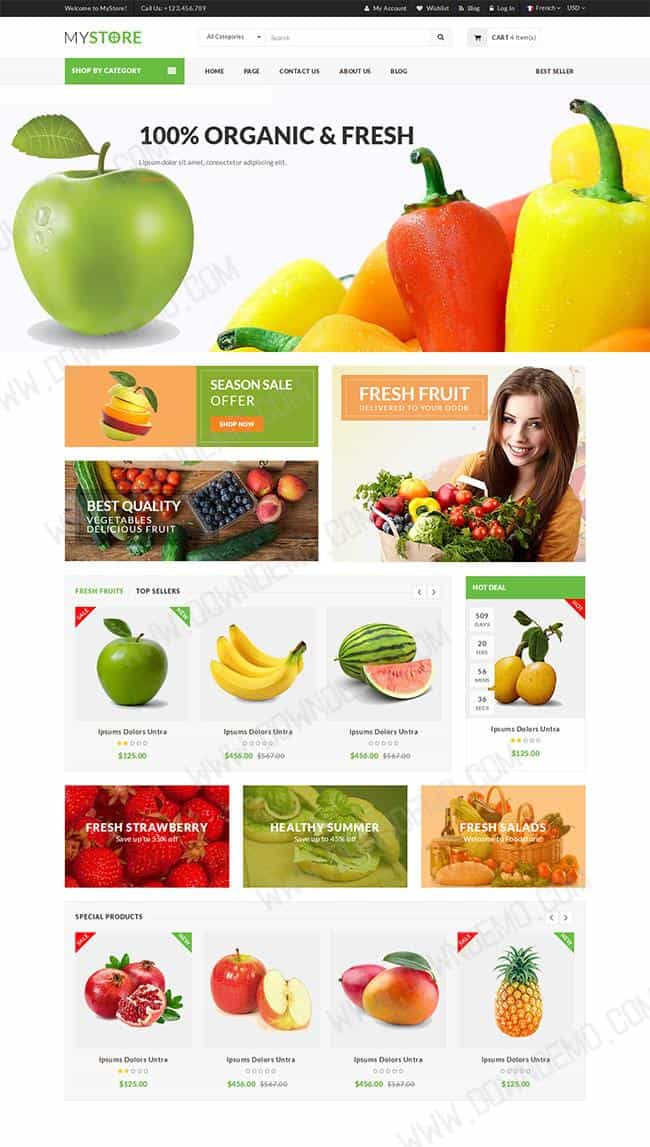 Welcome to MyStore! Call Us: +123.456.789 My Account Wishlist Blog Log In French USD
MYSTORE
All Categories Search
CART 4 Item(s)
SHOP BY CATEGORY HOME PAGE CONTACT US ABOUT US BLOG BEST SELLER
100% ORGANIC & FRESH
Lipsum dolor sit amet, consectetur adipiscing elit.
SEASON SALE
OFFER
SHOP NOW
FRESH FRUIT
DELIVERED TO YOUR DOOR
BEST QUALITY
VEGETABLES
DELICIOUS FRUIT
FRESH FRUITS TOP SELLERS
SALE NEW
Ipsums Dolors Untra Ipsums Dolors Untra Ipsums Dolors Untra
$125.00 $456.00 $567.00 $456.00 $567.00
HOT DEAL
HOT
509
DAYS
20
HRS
56
MINS
36
SECS
Ipsums Dolors Untra
$125.00
FRESH STRAWBERRY
Save up to 55% off
HEALTHY SUMMER
Save up to 45% off
FRESH SALADS
Welcome to Foodstore!
SPECIAL PRODUCTS
SALE NEW SALE NEW
Ipsums Dolors Untra Ipsums Dolors Untra Ipsums Dolors Untra Ipsums Dolors Untra
$125.00 $456.00 $567.00 $456.00 $567.00 $125.00
WWW.DOWNDEMO.COM